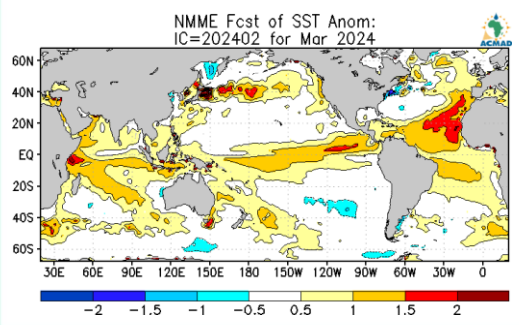 NMME Fcst of SST Anom:
IC=202402 for Mar 2024
ACMAD
60N
40N
20N
EQ
20S
40S
60S
30E 60E 90E 120E 150E 180 150W 120W 90W 60W 30W 0
-2 -1.5 -1 -0.5 0.5 1 1.5 2